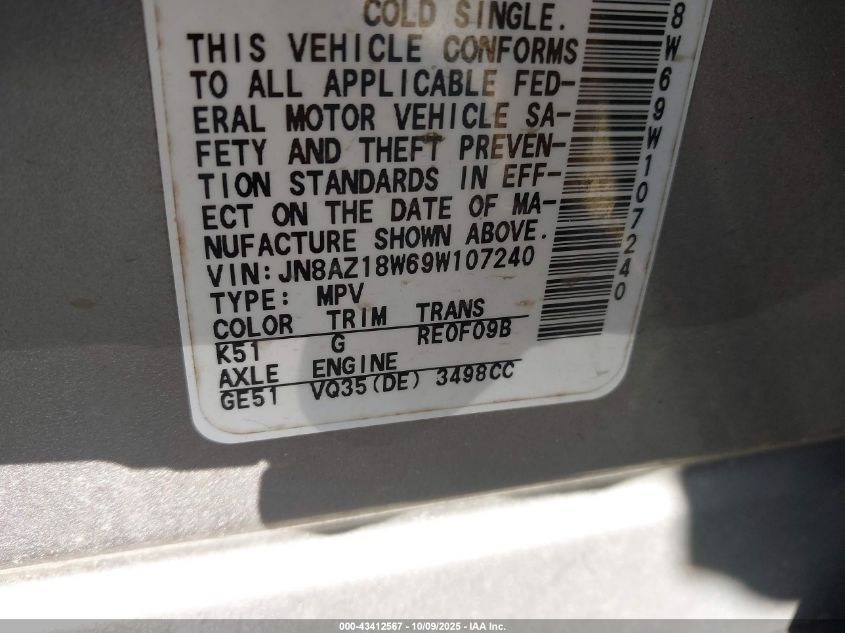 COLD SINGLE.
THIS VEHICLE CONFORMS
TO ALL APPLICABLE FED-
ERAL MOTOR VEHICLE SA-
FETY AND THEFT PREVEN-
TION STANDARDS IN EFF-
ECT ON THE DATE OF MA-
NUFACTURE SHOWN ABOVE.
VIN:JN8AZ18W69W107240
TYPE: MPV
COLOR TRIM TRANS
K51 G RE0F09B
AXLE ENGINE
GE51 VQ35(DE) 3498CC
8W69W107240
000-43412567 - 10/09/2025 - IAA Inc.